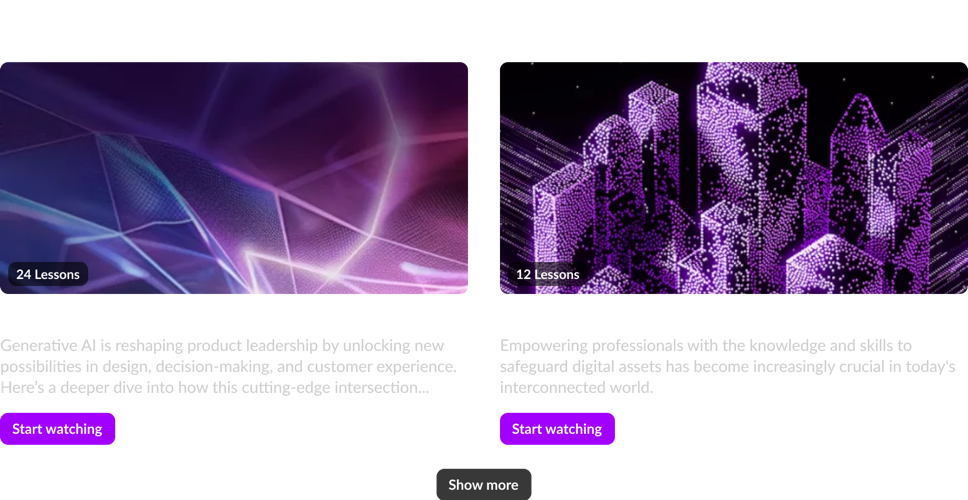 24 Lessons
Generative AI is reshaping product leadership by unlocking new
possibilities in design, decision-making, and customer experience.
Here's a deeper dive into how this cutting-edge intersection...
Start watching
12 Lessons
Empowering professionals with the knowledge and skills to
safeguard digital assets has become increasingly crucial in today's
interconnected world.
Start watching
Show more